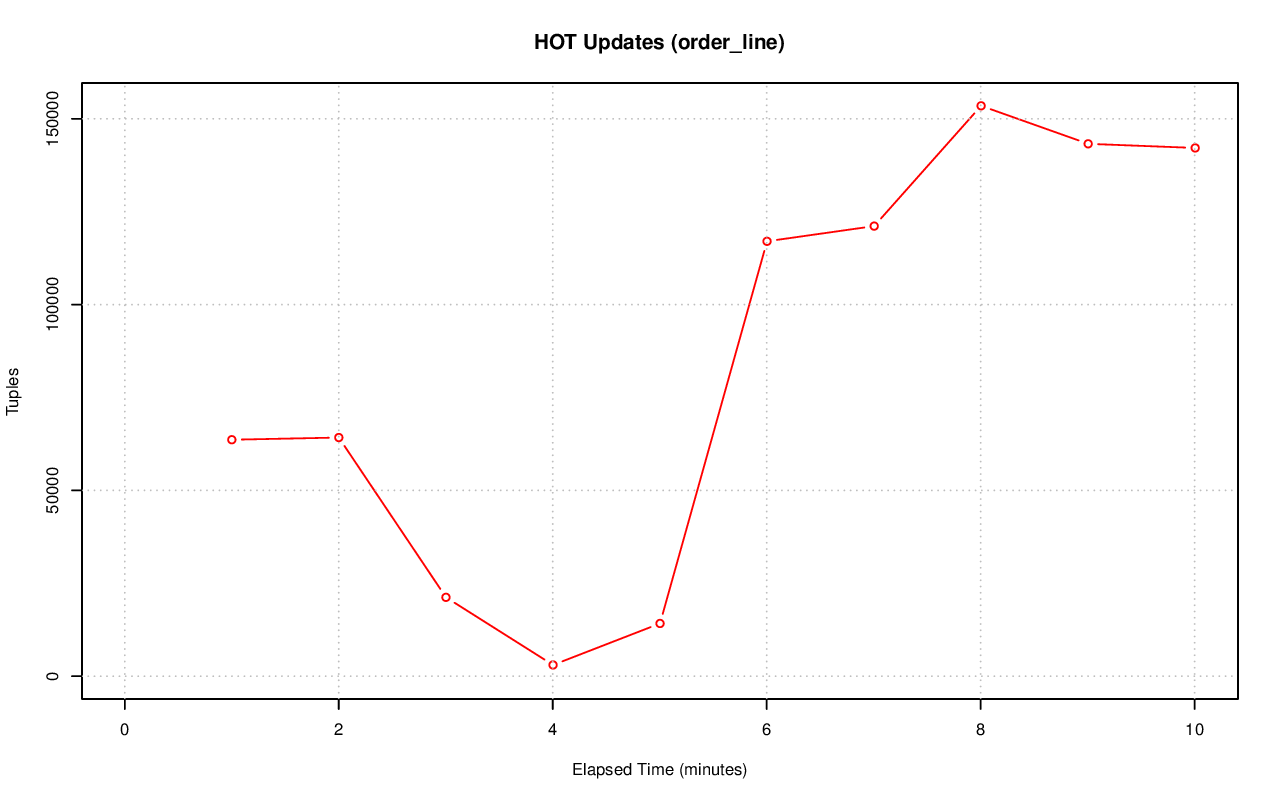 HOT Updates (order_line)
Tuples
150000
100000
50000
0
0 2 4 6 8 10
Elapsed Time (minutes)